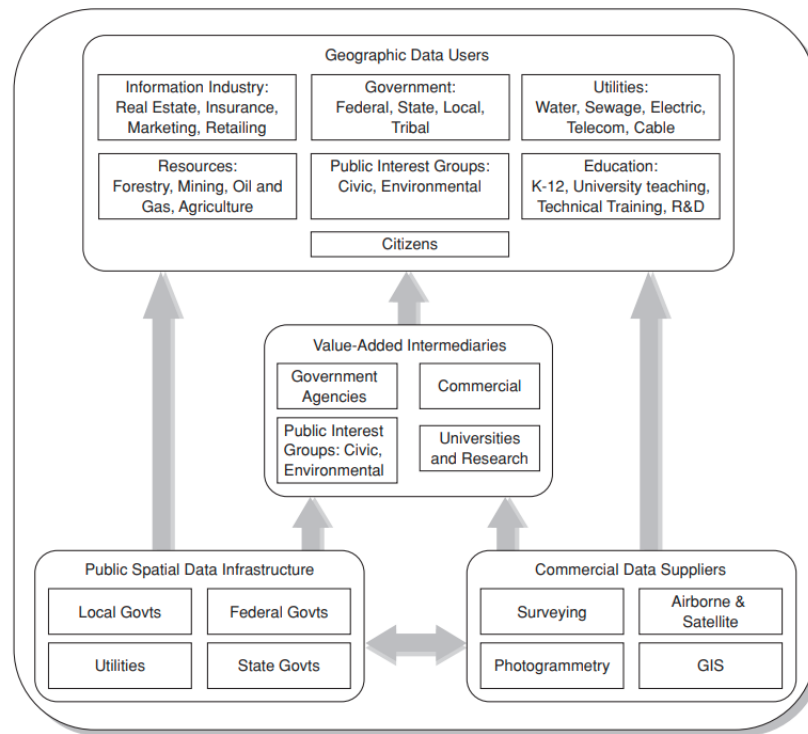 Geographic Data Users
Information Industry:
Real Estate, Insurance,
Marketing, Retailing
Government:
Federal, State, Local,
Tribal
Utilities:
Water, Sewage, Electric,
Telecom, Cable
Resources:
Forestry, Mining, Oil and
Gas, Agriculture
Public Interest Groups:
Civic, Environmental
Education:
K-12, University teaching,
Technical Training, R&D
Citizens
Value-Added Intermediaries
Government
Agencies
Commercial
Public Interest
Groups: Civic,
Environmental
Universities
and Research
Public Spatial Data Infrastructure
Local Govts
Federal Govts
Utilities
State Govts
Commercial Data Suppliers
Surveying
Airborne &
Satellite
Photogrammetry
GIS